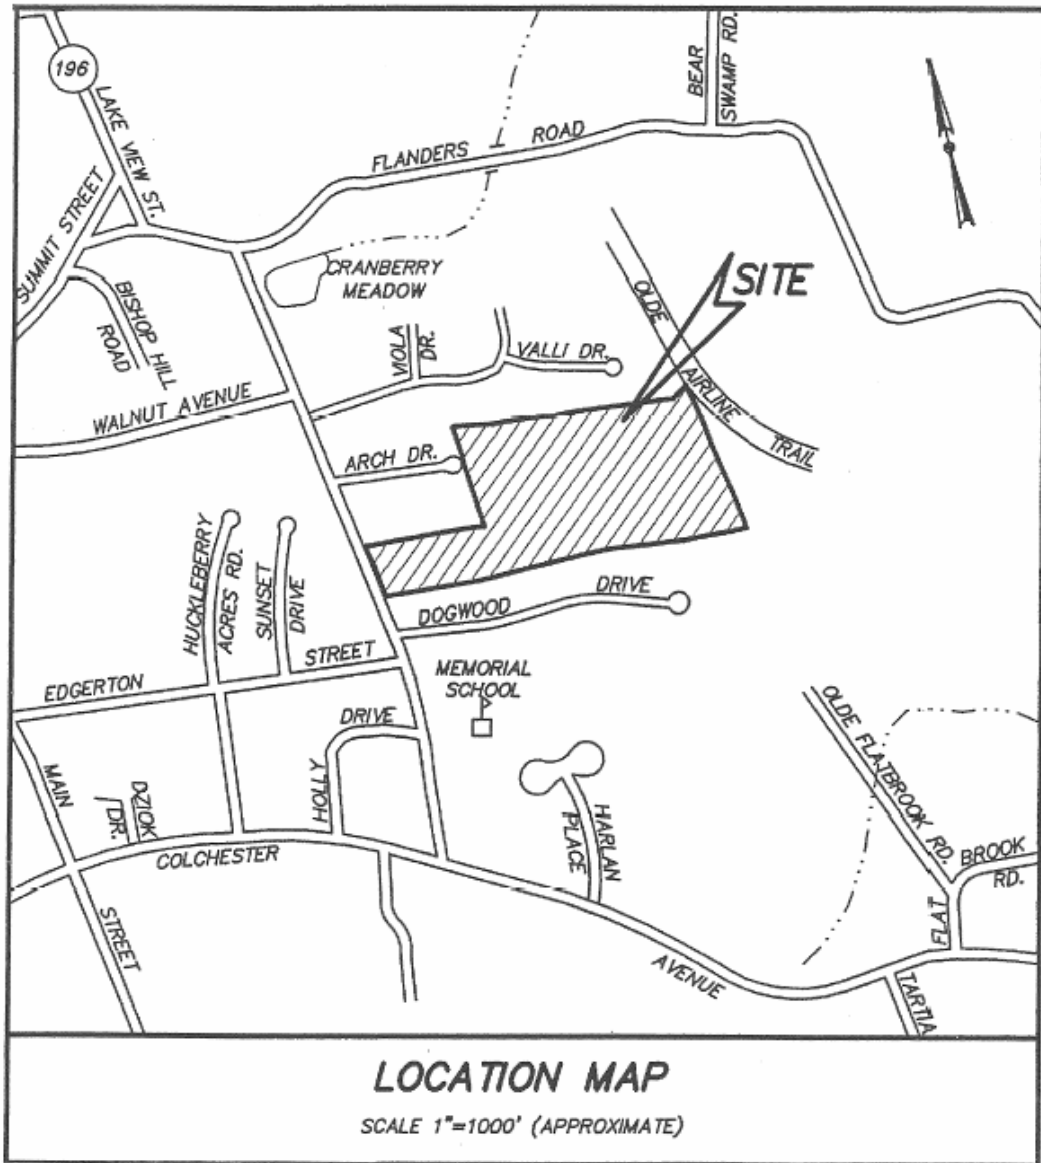 196
LAKE VIEW ST.
BEAR
SWAMP RD.
FLANDERS
ROAD
SUMMIT STREET
BISHOP HILL
ROAD
CRANBERRY
MEADOW
OLDE
AIRLINE
TRAIL
SITE
VIOLA
DR.
VALLI DR.
WALNUT AVENUE
ARCH DR.
HUCKLEBERRY
ACRES RD.
SUNSET
DRIVE
DOGWOOD
DRIVE
EDGERTON
STREET
MEMORIAL
SCHOOL
HOLLY
DRIVE
MAIN
STREET
DZIOK
DR.
COLCHESTER
AVENUE
HARLAN
PLACE
OLDE FLATBROOK RD.
FLAT
BROOK
RD.
TARTIA
LOCATION MAP
SCALE 1"=1000' (APPROXIMATE)